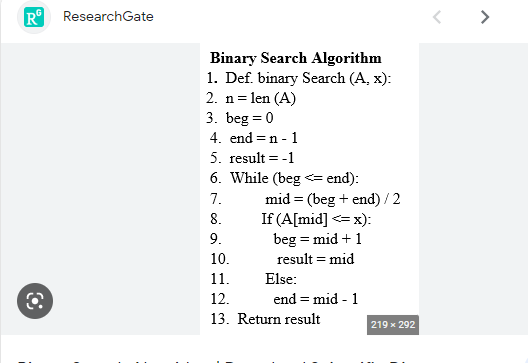 ResearchGate
Binary Search Algorithm
1. Def. binary Search (A, x):
2. n = len (A)
3. beg = 0
4. end = n - 1
5. result = -1
6. While (beg <= end):
7. mid = (beg + end) / 2
8. If (A[mid] <= x):
9. beg = mid + 1
10. result = mid
11. Else:
12. end = mid - 1
13. Return result
219 × 292